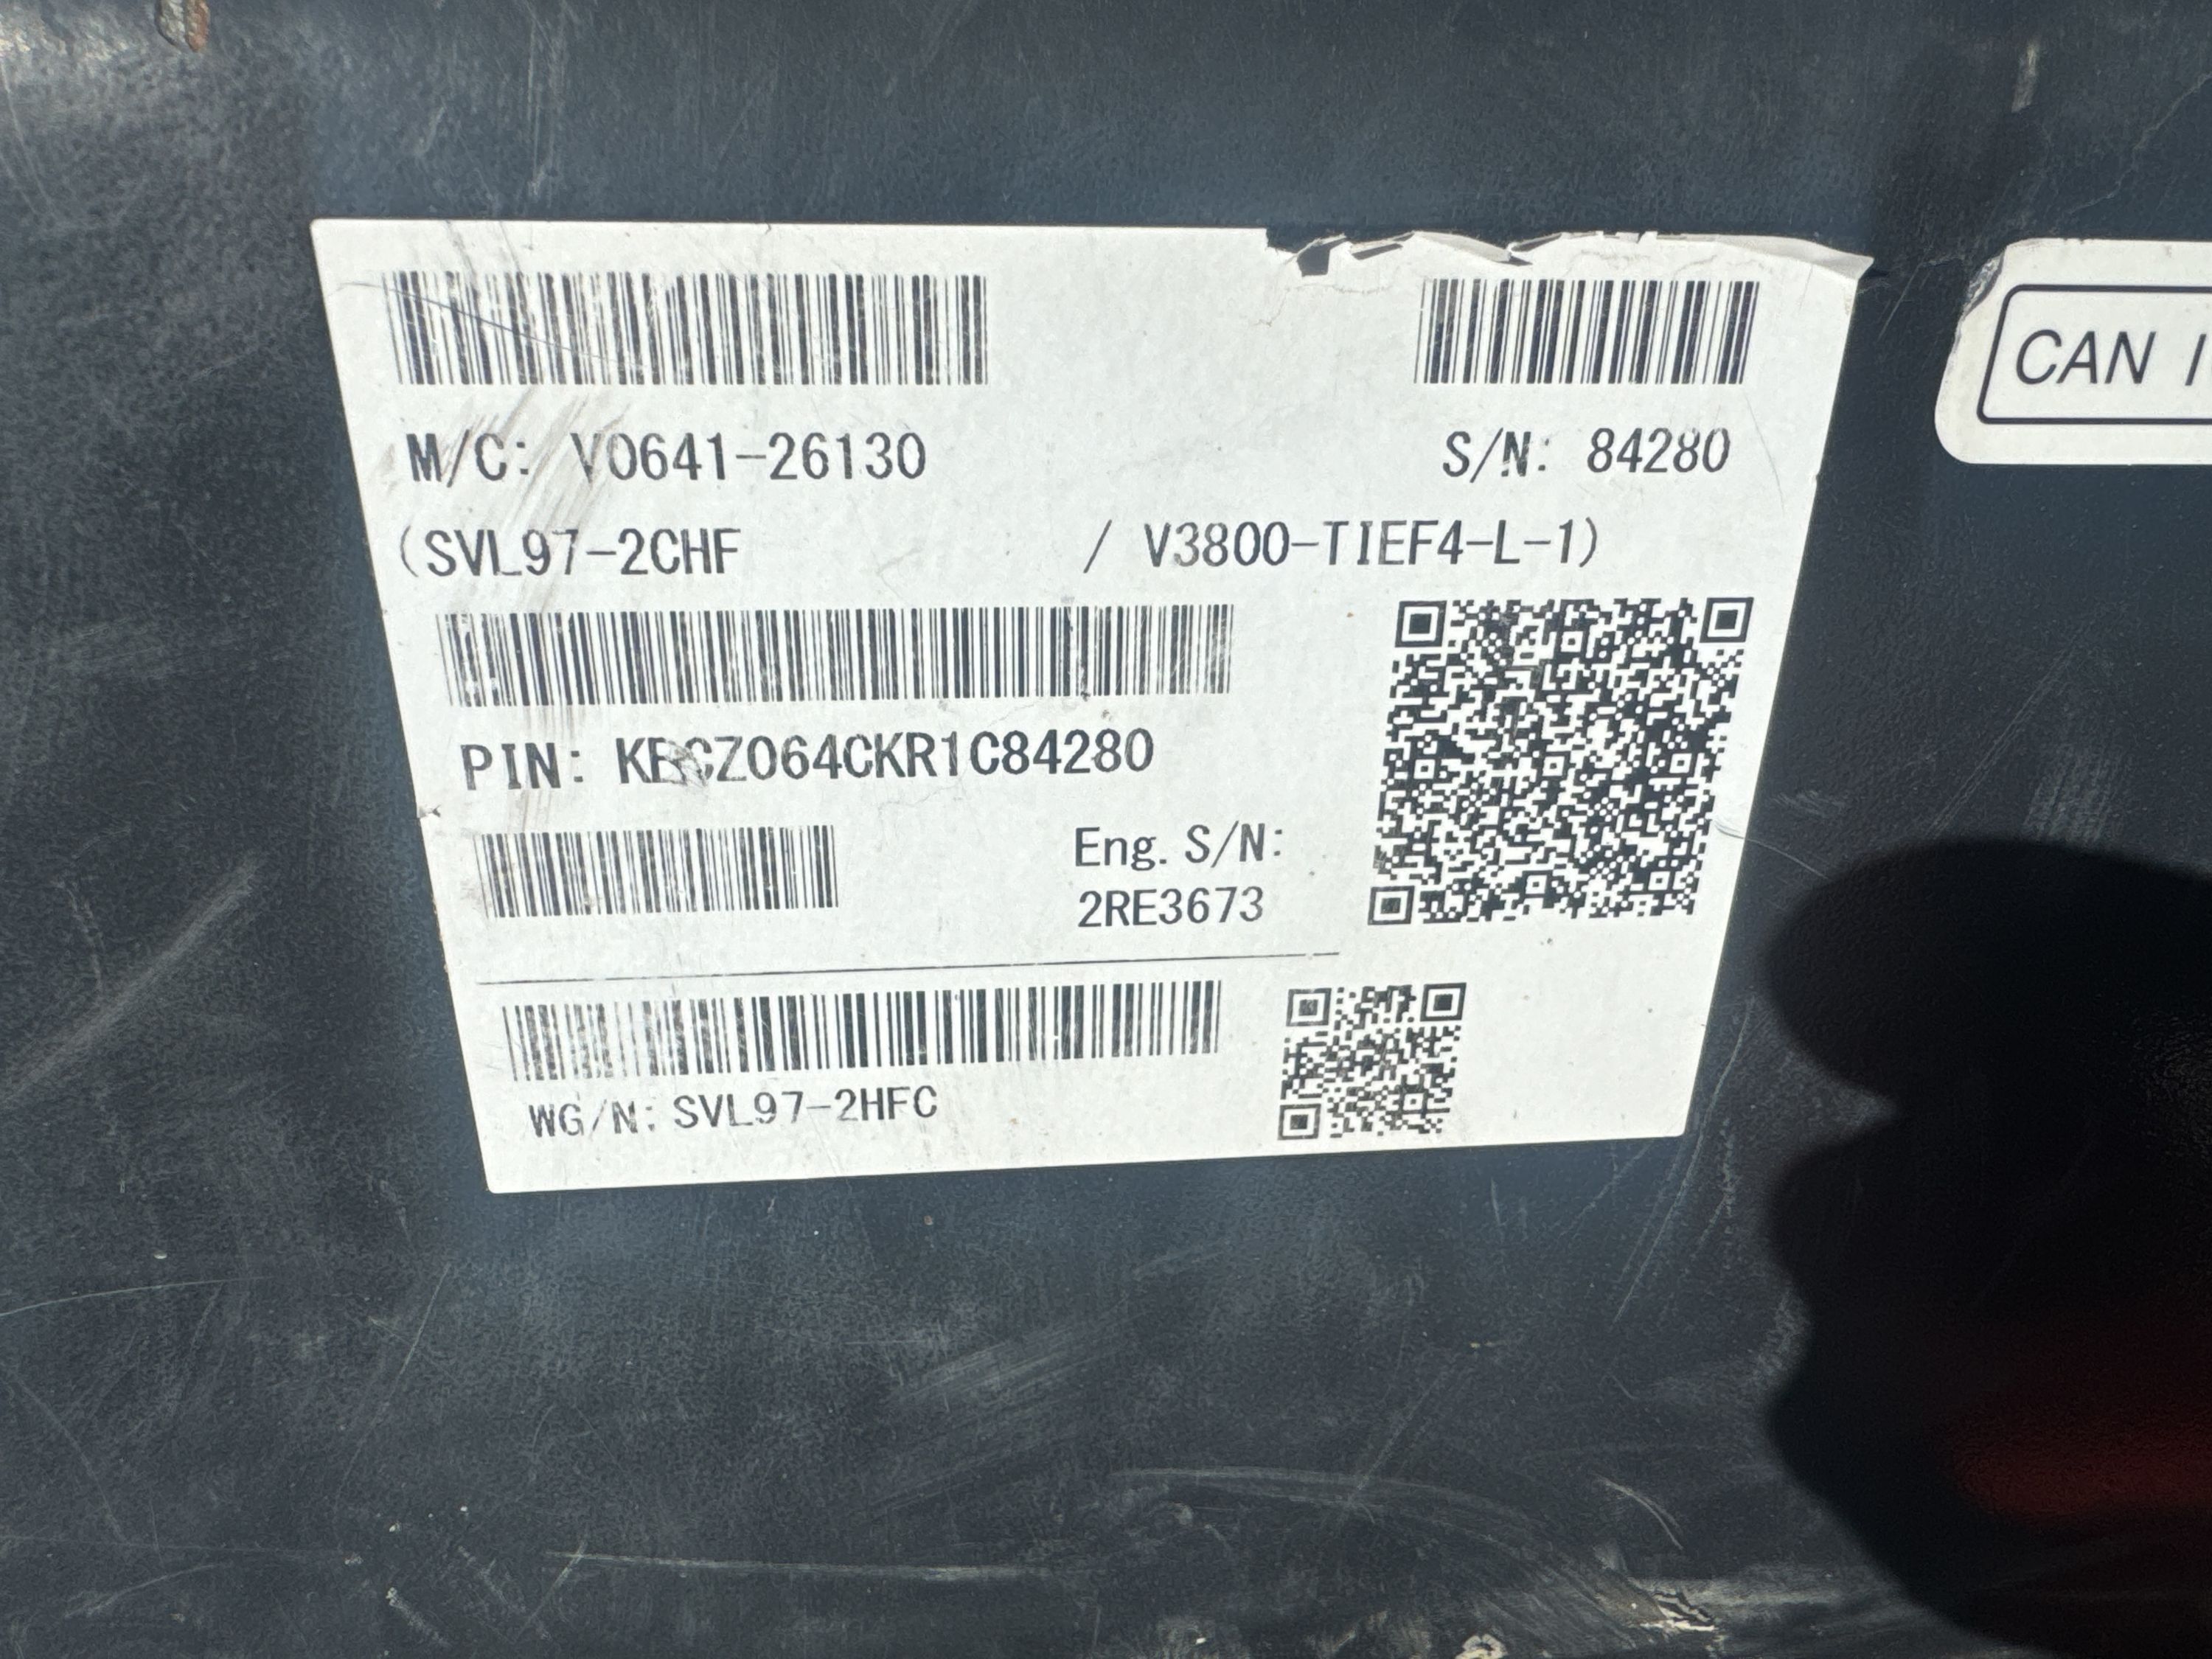 M/C: V0641-26130
S/N: 84280
(SVL97-2CHF / V3800-TIEF4-L-1)
PIN: KBCZ064CKR1C84280
Eng. S/N:
2RE3673
WG/N: SVL97-2HFC
CAN